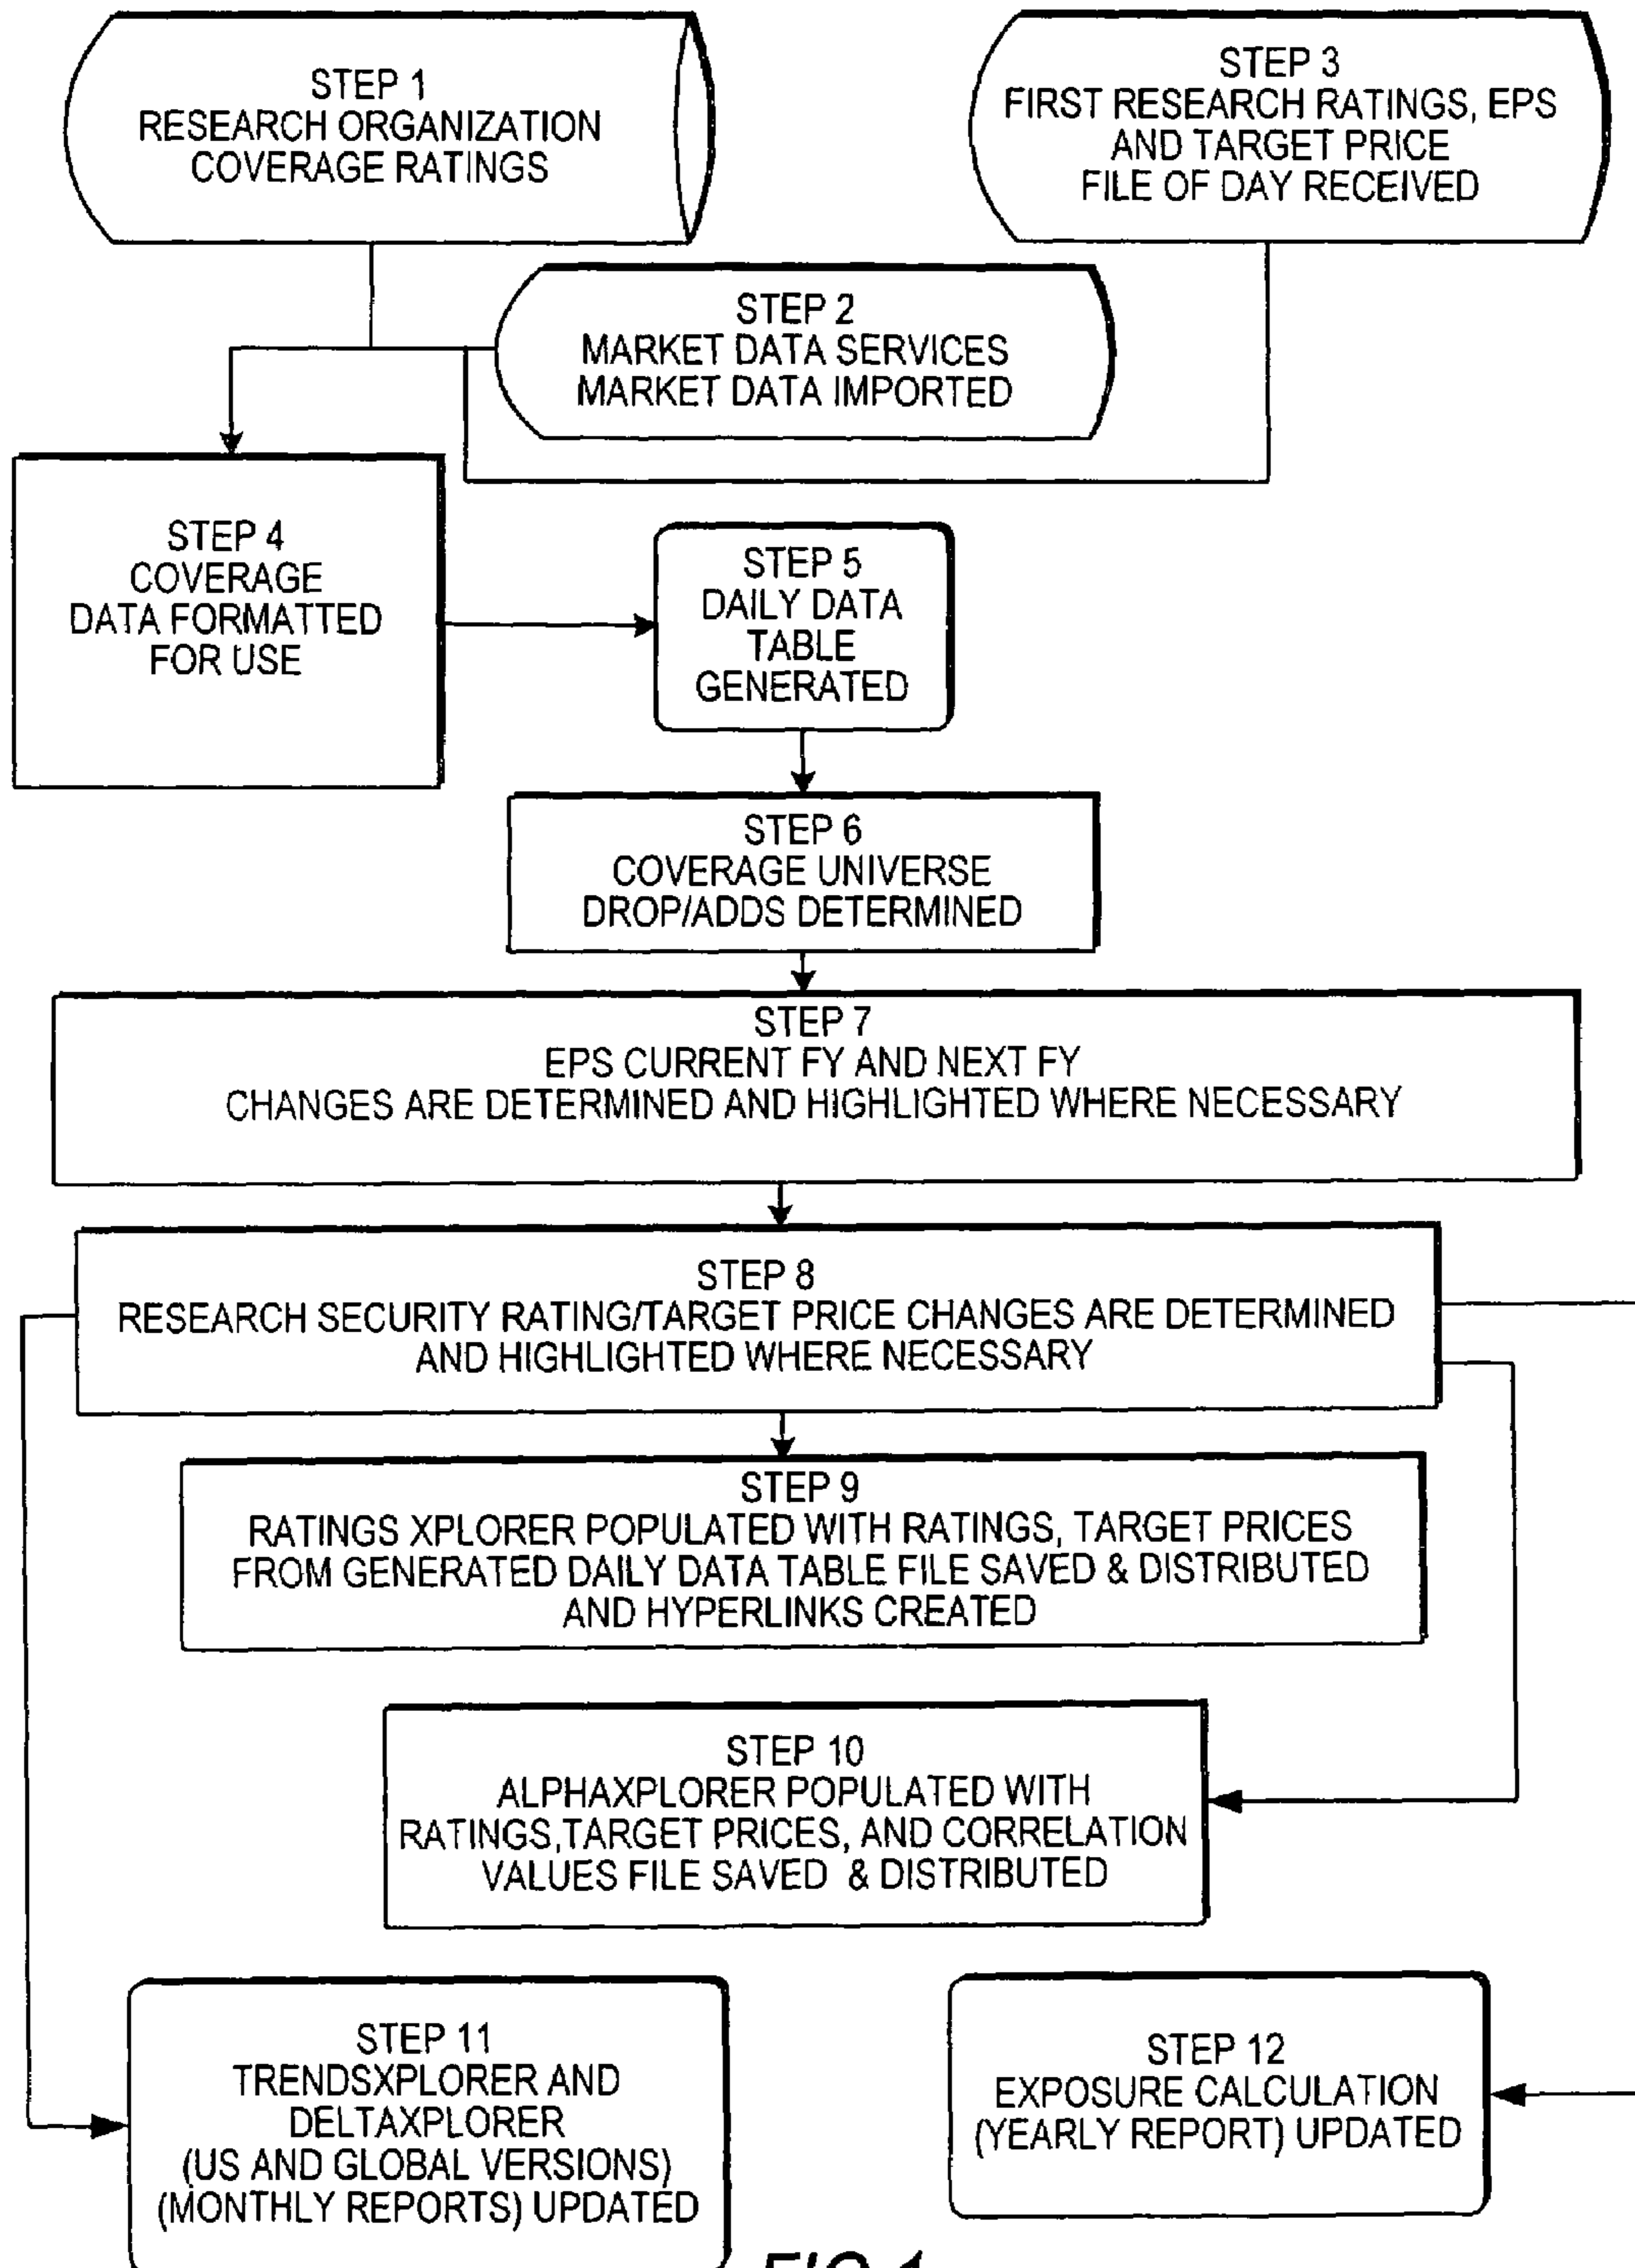 STEP 1
RESEARCH ORGANIZATION
COVERAGE RATINGS
STEP 3
FIRST RESEARCH RATINGS, EPS
AND TARGET PRICE
FILE OF DAY RECEIVED
STEP 2
MARKET DATA SERVICES
MARKET DATA IMPORTED
STEP 4
COVERAGE
DATA FORMATTED
FOR USE
STEP 5
DAILY DATA
TABLE
GENERATED
STEP 6
COVERAGE UNIVERSE
DROP/ADDS DETERMINED
STEP 7
EPS CURRENT FY AND NEXT FY
CHANGES ARE DETERMINED AND HIGHLIGHTED WHERE NECESSARY
STEP 8
RESEARCH SECURITY RATING/TARGET PRICE CHANGES ARE DETERMINED
AND HIGHLIGHTED WHERE NECESSARY
STEP 9
RATINGS XPLORER POPULATED WITH RATINGS, TARGET PRICES
FROM GENERATED DAILY DATA TABLE FILE SAVED & DISTRIBUTED
AND HYPERLINKS CREATED
STEP 10
ALPHAXPLORER POPULATED WITH
RATINGS,TARGET PRICES, AND CORRELATION
VALUES FILE SAVED & DISTRIBUTED
STEP 11
TRENDSXPLORER AND
DELTAXPLORER
(US AND GLOBAL VERSIONS)
(MONTHLY REPORTS) UPDATED
STEP 12
EXPOSURE CALCULATION
(YEARLY REPORT) UPDATED
FIG.1